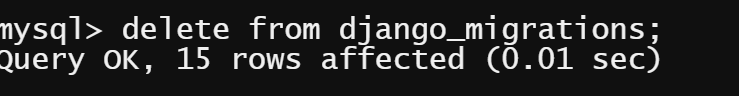 mysql> delete from django_migrations;
Query OK, 15 rows affected (0.01 sec)